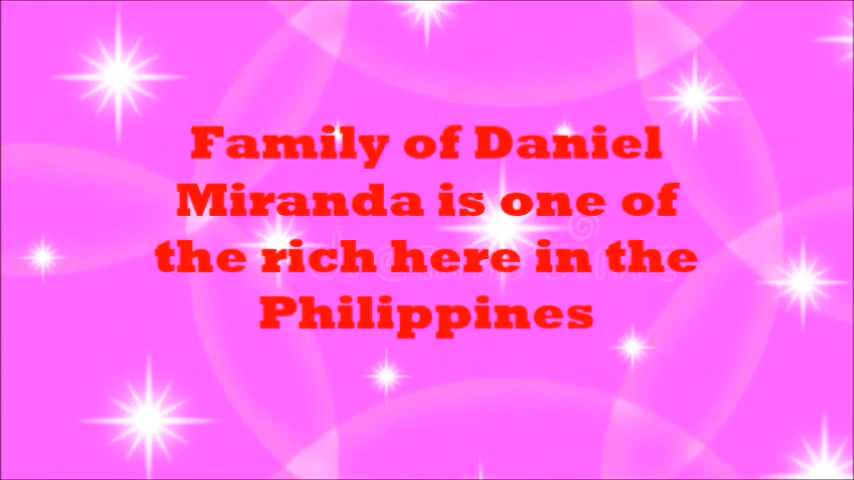 Family of Daniel
Miranda is one of
the rich here in the
Philippines